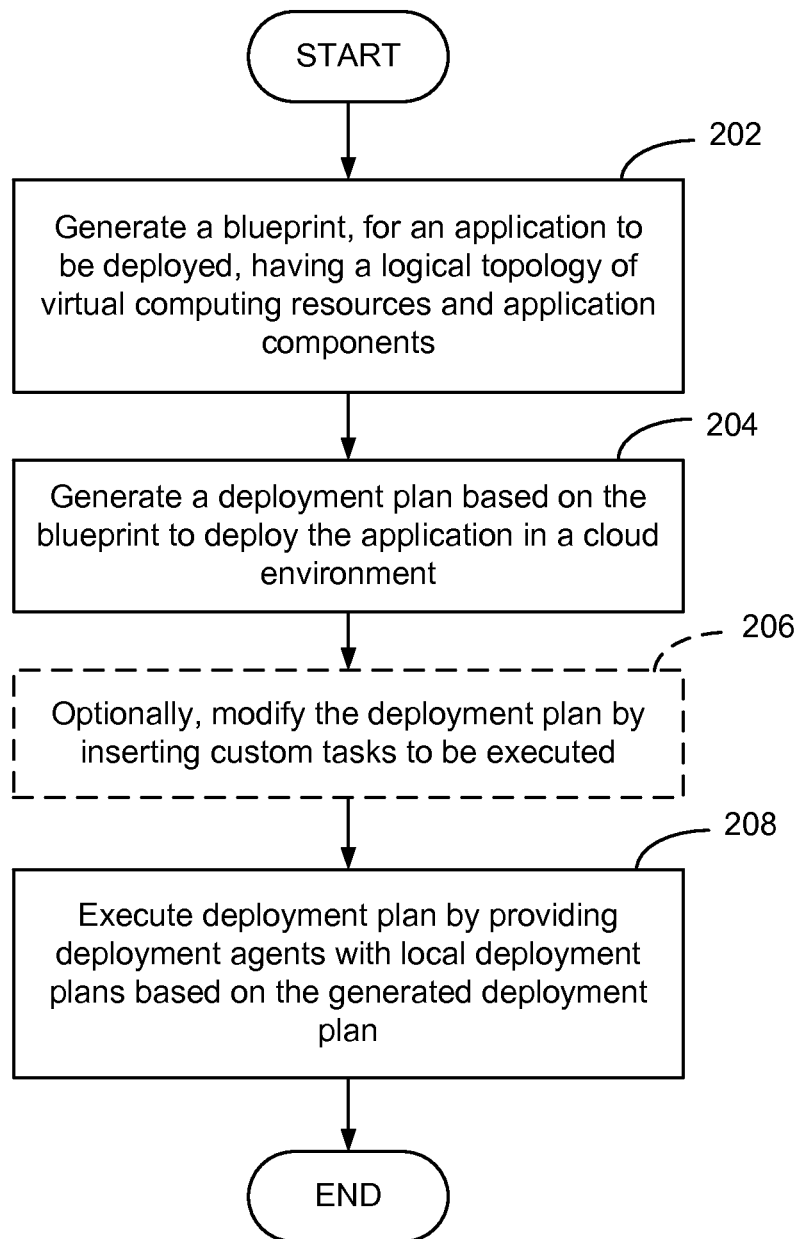 START
202
Generate a blueprint, for an application to
be deployed, having a logical topology of
virtual computing resources and application
components
204
Generate a deployment plan based on the
blueprint to deploy the application in a cloud
environment
206
Optionally, modify the deployment plan by
inserting custom tasks to be executed
208
Execute deployment plan by providing
deployment agents with local deployment
plans based on the generated deployment
plan
END